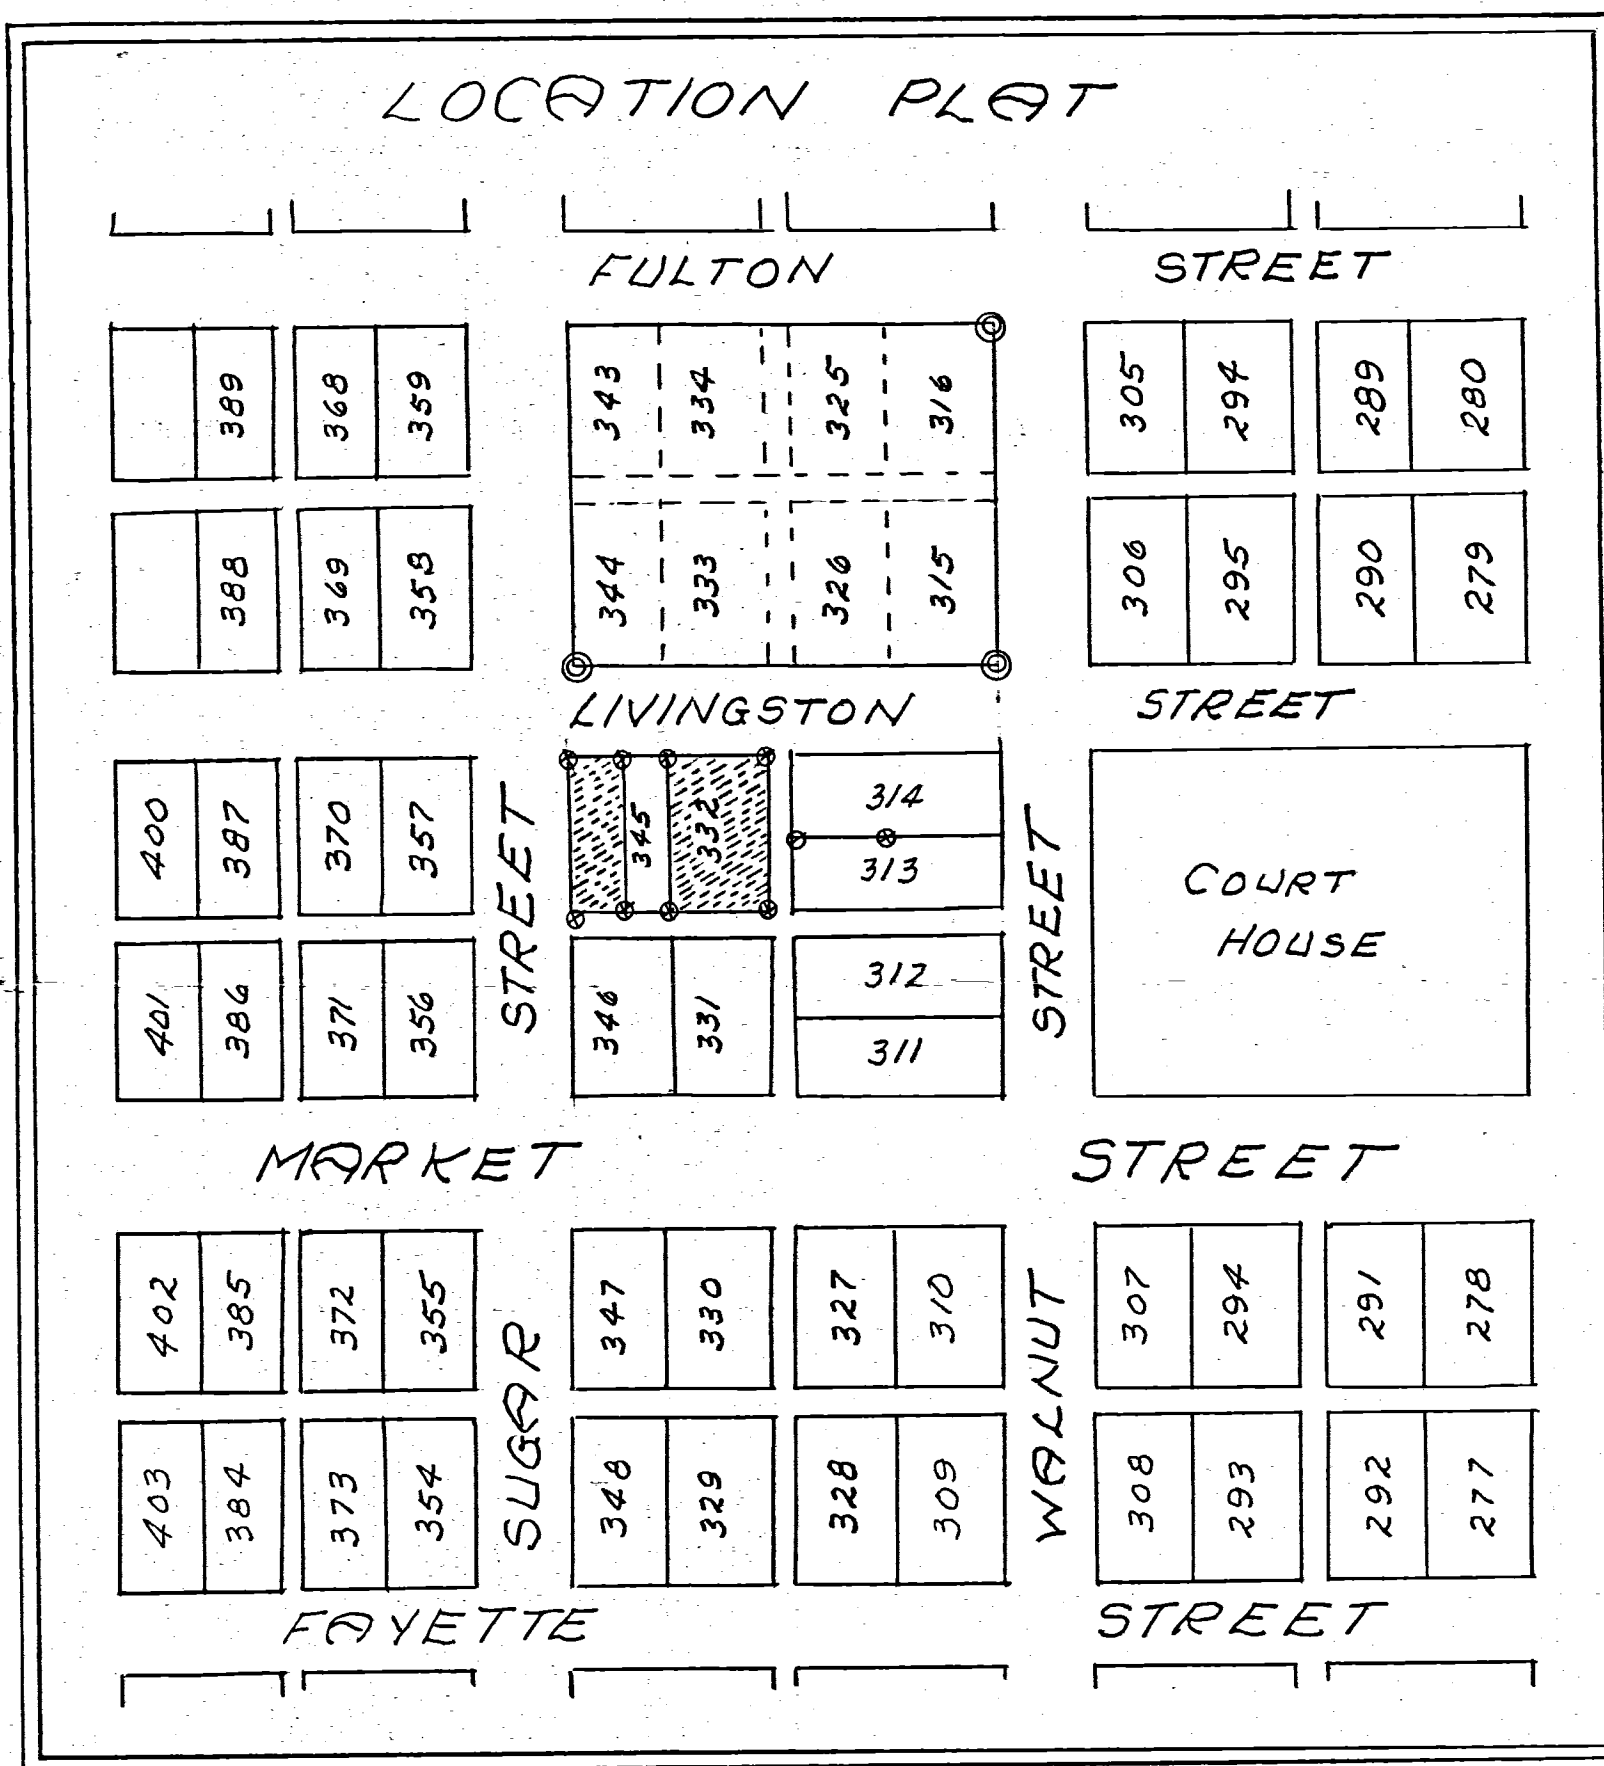 LOCATION PLAT
FULTON STREET
389 368 359 343 334 325 316 305 294 289 280
388 369 358 344 333 326 315 306 295 290 279
LIVINGSTON STREET
400 387 370 357 345 332 314 313
STREET
STREET
COURT
HOUSE
401 386 371 356 346 331 312 311
MARKET STREET
402 385 372 355 347 330 327 310 307 294 291 278
SUGAR
WALNUT
403 384 373 354 348 329 328 309 308 293 292 277
FAYETTE STREET